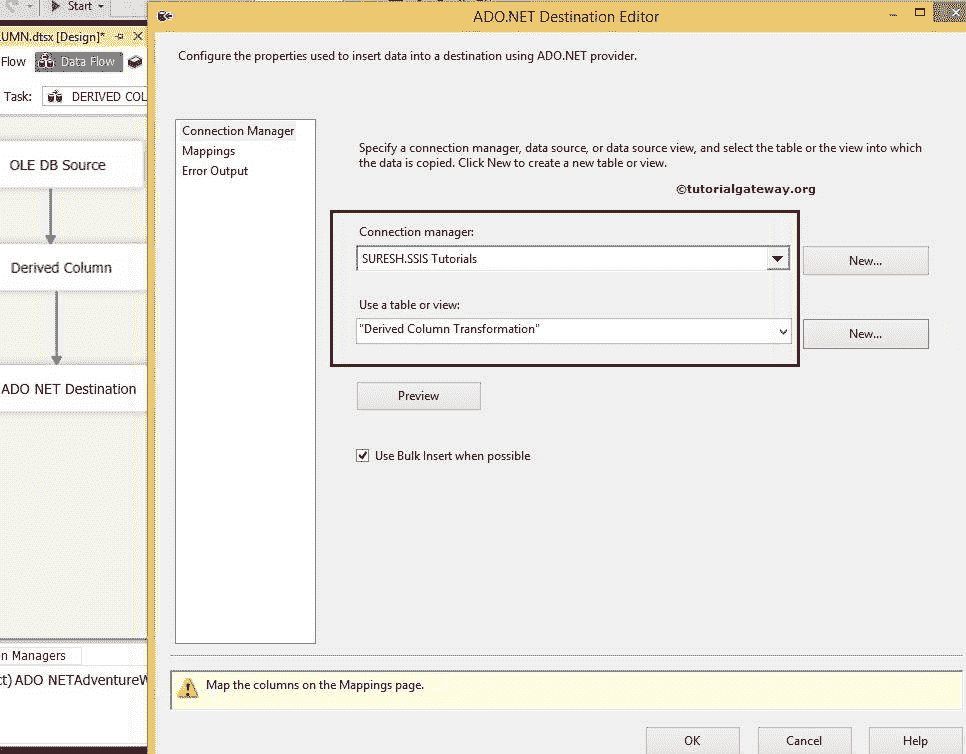 Start
ADO.NET Destination Editor
UMN.dtsx [Design]*
Flow
Data Flow
Task:
DERIVED COL
Configure the properties used to insert data into a destination using ADO.NET provider.
Connection Manager
Mappings
Error Output
Specify a connection manager, data source, or data source view, and select the table or the view into which
the data is copied. Click New to create a new table or view.
©tutorialgateway.org
OLE DB Source
Derived Column
ADO NET Destination
Connection manager:
SURESH.SSIS Tutorials
New...
Use a table or view:
"Derived Column Transformation"
New...
Preview
Use Bulk Insert when possible
n Managers
ct) ADO NETAdventureW
Map the columns on the Mappings page.
OK
Cancel
Help